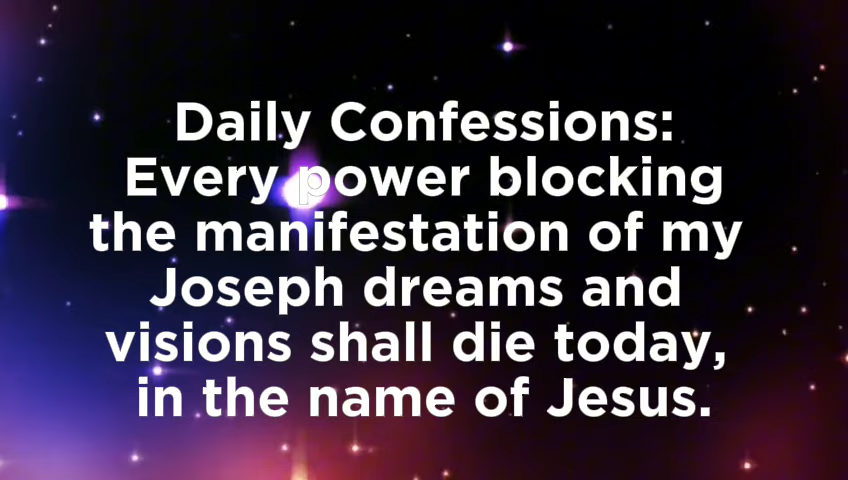 Daily Confessions:
Every power blocking
the manifestation of my
Joseph dreams and
visions shall die today,
in the name of Jesus.